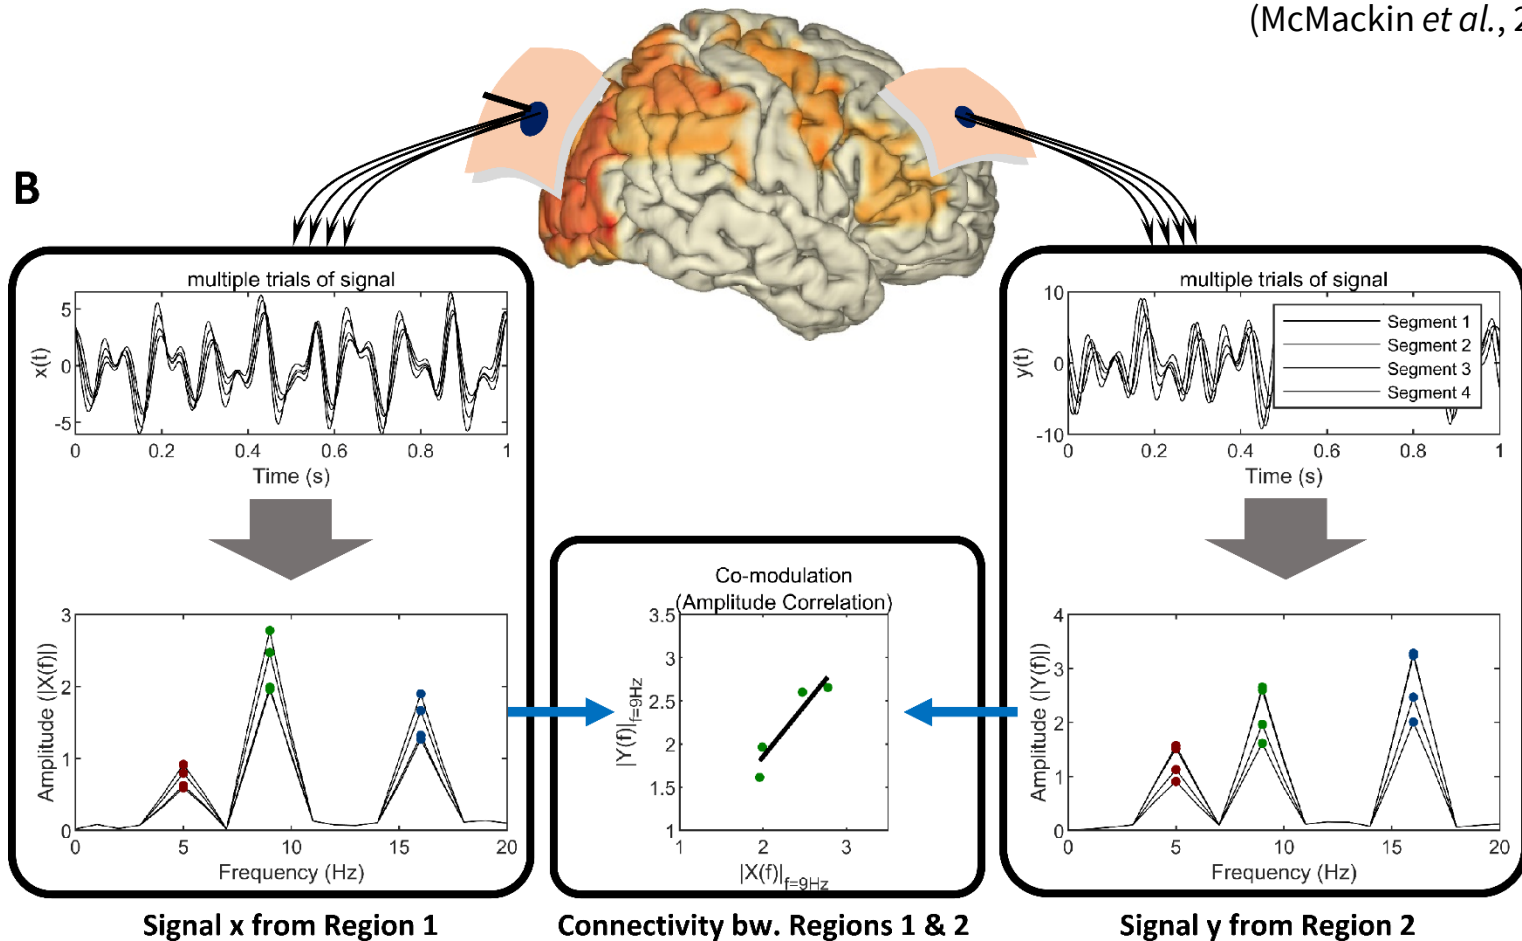 (McMackin et al., 2
B
multiple trials of signal
5
0
-5
x(t)
0 0.2 0.4 0.6 0.8 1
Time (s)
3
2
1
0
Amplitude (|X(f)|)
0 5 10 15 20
Frequency (Hz)
Signal x from Region 1
Co-modulation
(Amplitude Correlation)
3.5
3
2.5
2
1.5
1
|Y(f)|f=9Hz
1 2 3
|X(f)|f=9Hz
Connectivity bw. Regions 1 & 2
multiple trials of signal
10
0
-10
y(t)
Segment 1
Segment 2
Segment 3
Segment 4
0 0.2 0.4 0.6 0.8 1
Time (s)
4
3
2
1
0
Amplitude (|Y(f)|)
0 5 10 15 20
Frequency (Hz)
Signal y from Region 2